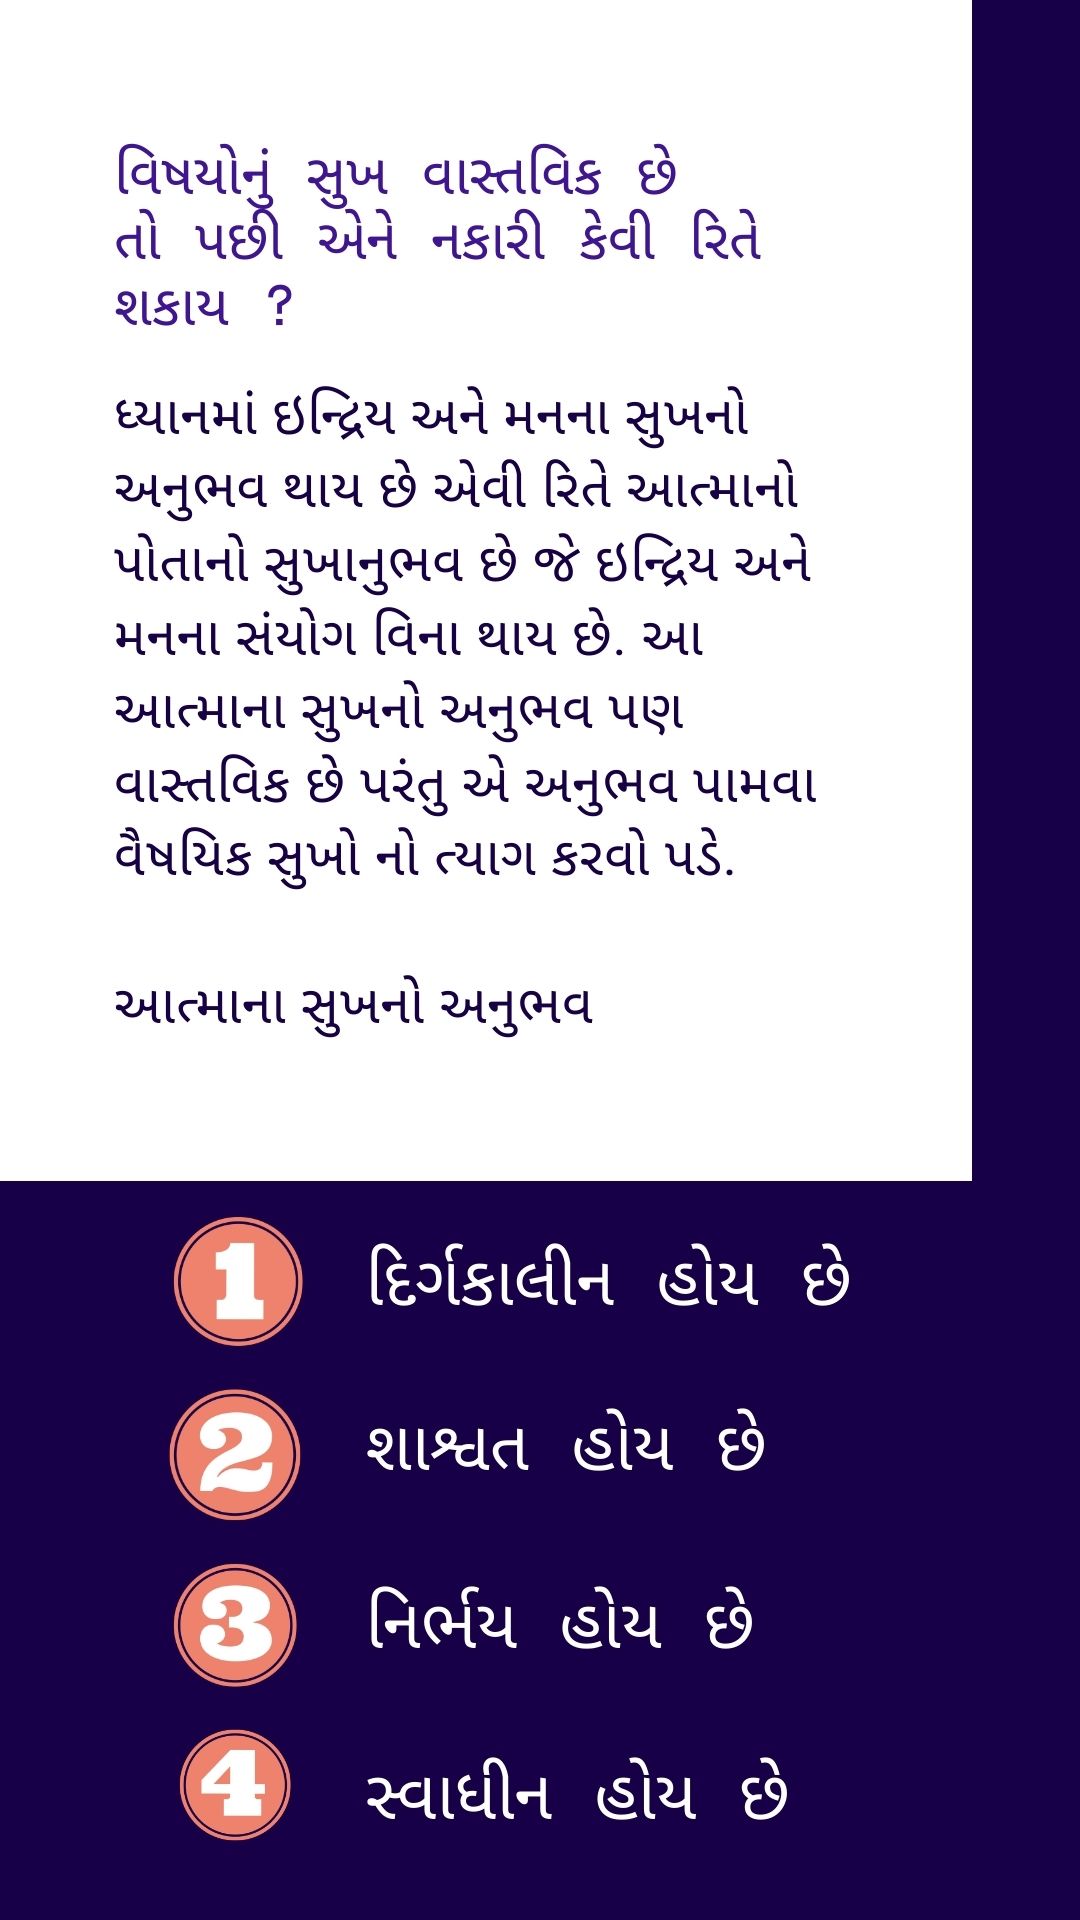 વિષયોનું સુખ વાસ્તવિક છે
તો પછી એને નકારી કેવી રિતે
શકાય ?
ધ્યાનમાં ઇન્દ્રિય અને મનના સુખનો
અનુભવ થાય છે એવી રિતે આત્માનો
પોતાનો સુખાનુભવ છે જે ઇન્દ્રિય અને
મનના સંયોગ વિના થાય છે. આ
આત્માના સુખનો અનુભવ પણ
વાસ્તવિક છે પરંતુ એ અનુભવ પામવા
વૈષયિક સુખો નો ત્યાગ કરવો પડે.
આત્માના સુખનો અનુભવ
1 દિર્ગકાલીન હોય છે
2 શાશ્વત હોય છે
3 નિર્ભય હોય છે
4 સ્વાધીન હોય છે